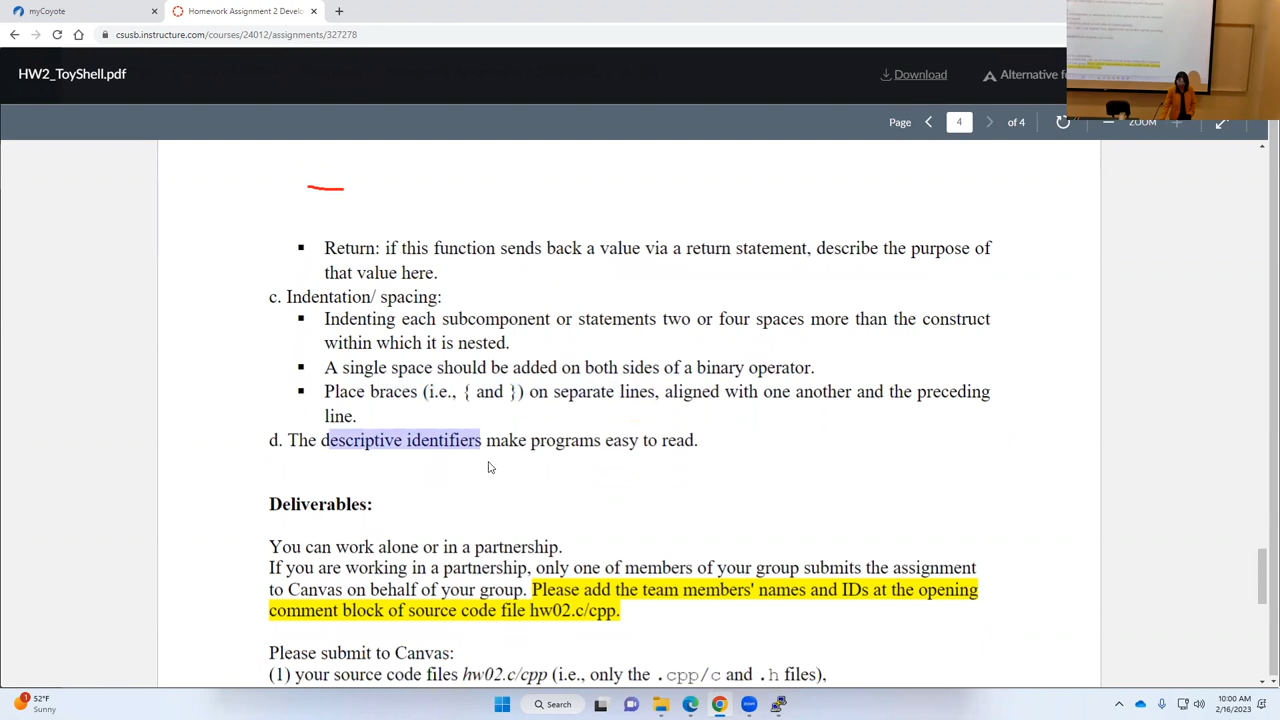 myCoyote
Homework Assignment 2 Develo
csusb.instructure.com/courses/24012/assignments/327278
HW2_ToyShell.pdf
Download
Alternative fo
Page
4
of 4
ZOOM
▪ Return: if this function sends back a value via a return statement, describe the purpose of
that value here.
c. Indentation/ spacing:
▪ Indenting each subcomponent or statements two or four spaces more than the construct
within which it is nested.
▪ A single space should be added on both sides of a binary operator.
▪ Place braces (i.e., { and }) on separate lines, aligned with one another and the preceding
line.
d. The descriptive identifiers make programs easy to read.
Deliverables:
You can work alone or in a partnership.
If you are working in a partnership, only one of members of your group submits the assignment
to Canvas on behalf of your group. Please add the team members' names and IDs at the opening
comment block of source code file hw02.c/cpp.
Please submit to Canvas:
(1) your source code files hw02.c/cpp (i.e., only the .cpp/c and .h files),
52°F
Sunny
Search
10:00 AM
2/16/2023